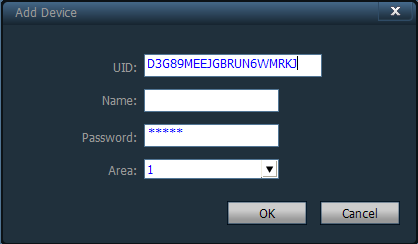 Add Device
UID: D3G89MEEJGBRUN6WMRKJ
Name:
Password: *****
Area: 1
OK Cancel